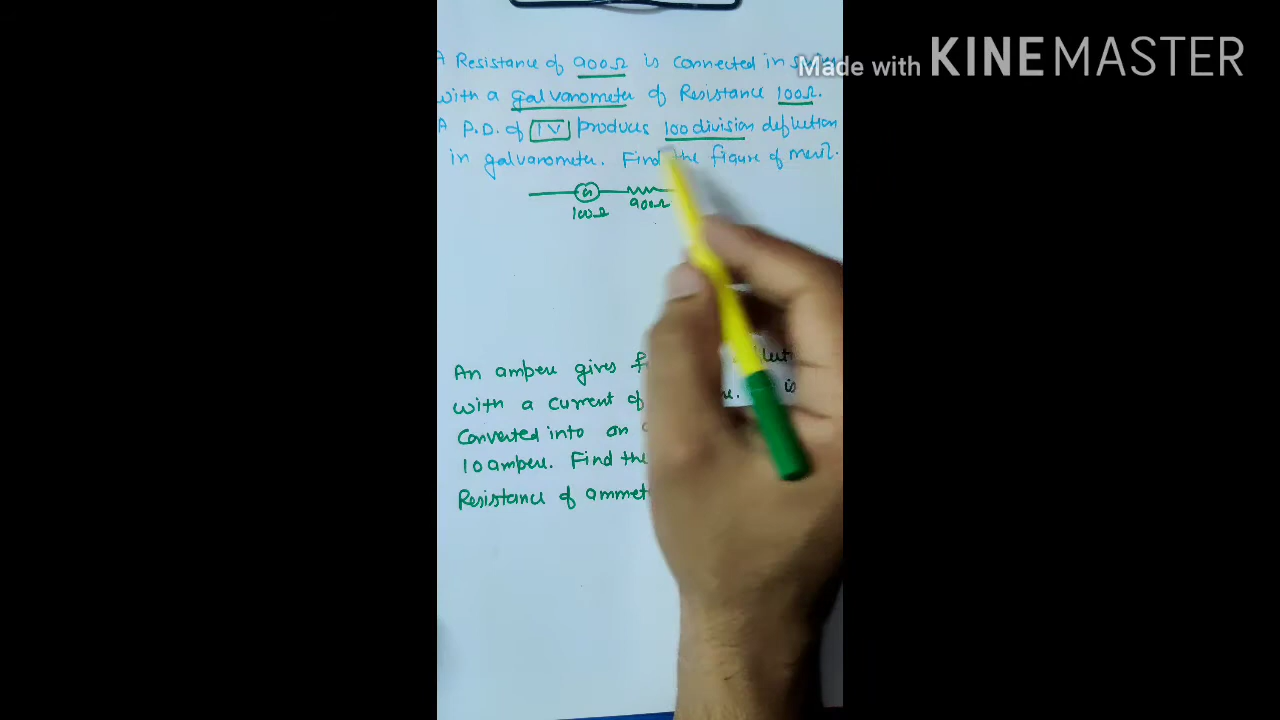 A Resistance of 900Ω is connected in
with a galvanometer of Resistance 100Ω.
A P.D. of 1V produces 100 division deflection
in galvanometer. Find the figure of merit.
G
100Ω
900Ω
An ampere gives
with a current of
is
Converted into an
10 ampere. Find the
Resistance of
Made with KINEMASTER